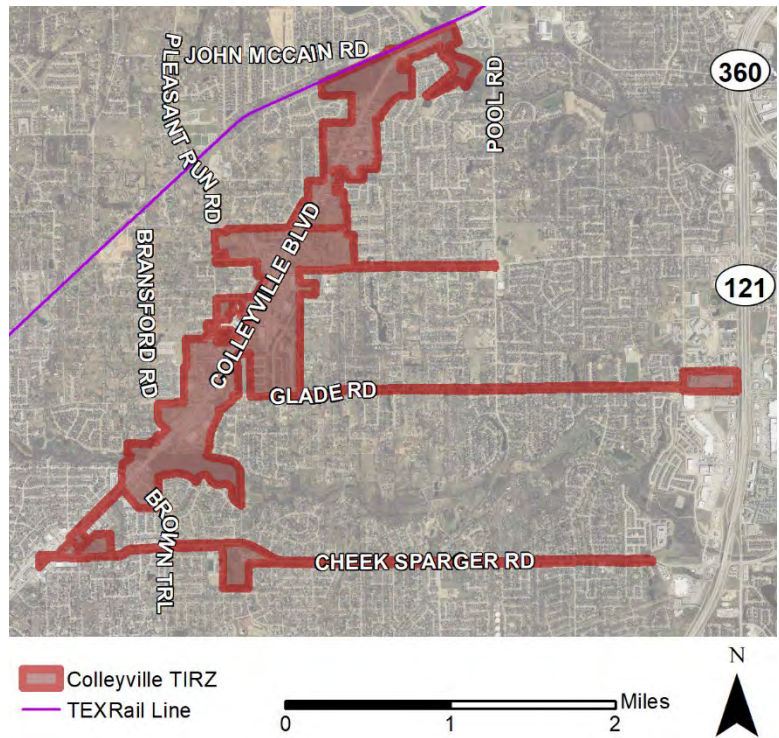 JOHN MCCAIN RD
PLEASANT RUN RD
POOL RD
360
COLLEYVILLE BLVD
BRANSFORD RD
121
GLADE RD
BROWN TRL
CHEEK SPARGER RD
Colleyville TIRZ
TEXRail Line
0 1 2
Miles
N